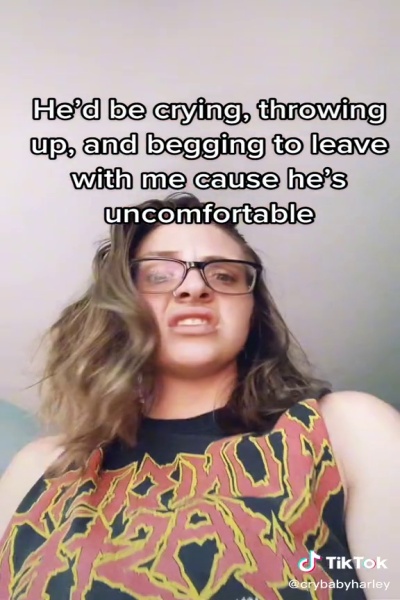 He'd be crying, throwing
up, and begging to leave
with me cause he's
uncomfortable
TikTok
@crybabyharley